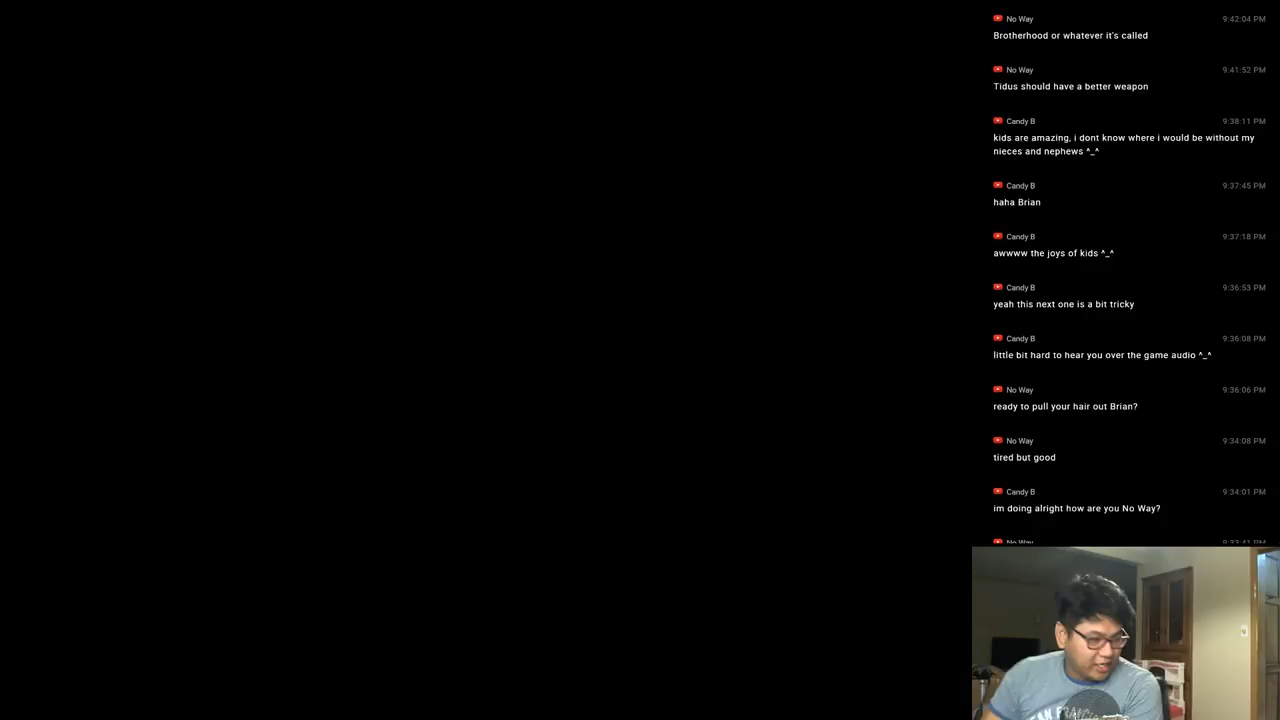 No Way 9:42:04 PM
Brotherhood or whatever it's called
No Way 9:41:52 PM
Tidus should have a better weapon
Candy B 9:38:11 PM
kids are amazing, i dont know where i would be without my
nieces and nephews ^_^
Candy B 9:37:45 PM
haha Brian
Candy B 9:37:18 PM
awwww the joys of kids ^_^
Candy B 9:36:53 PM
yeah this next one is a bit tricky
Candy B 9:36:08 PM
little bit hard to hear you over the game audio ^_^
No Way 9:36:06 PM
ready to pull your hair out Brian?
No Way 9:34:08 PM
tired but good
Candy B 9:34:01 PM
im doing alright how are you No Way?
No Way 9:33:41 PM